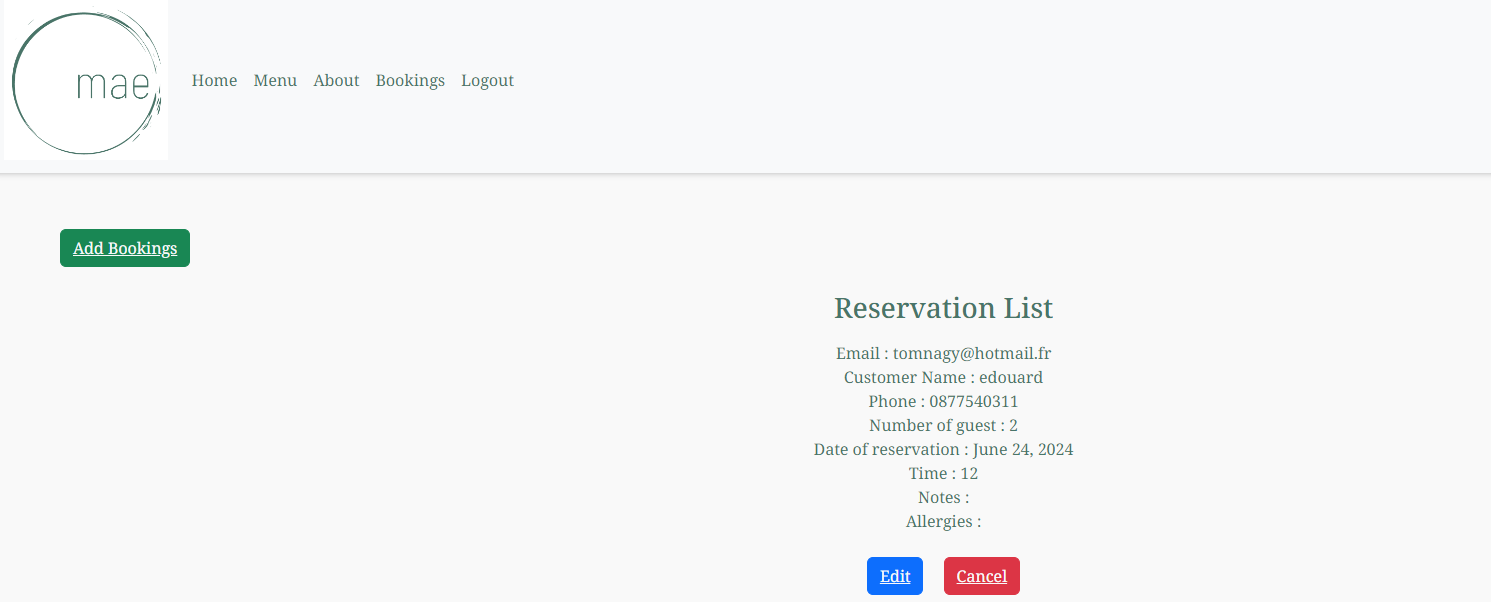 mae
Home Menu About Bookings Logout
Add Bookings
Reservation List
Email : tomnagy@hotmail.fr
Customer Name : edouard
Phone : 0877540311
Number of guest : 2
Date of reservation : June 24, 2024
Time : 12
Notes :
Allergies :
Edit Cancel